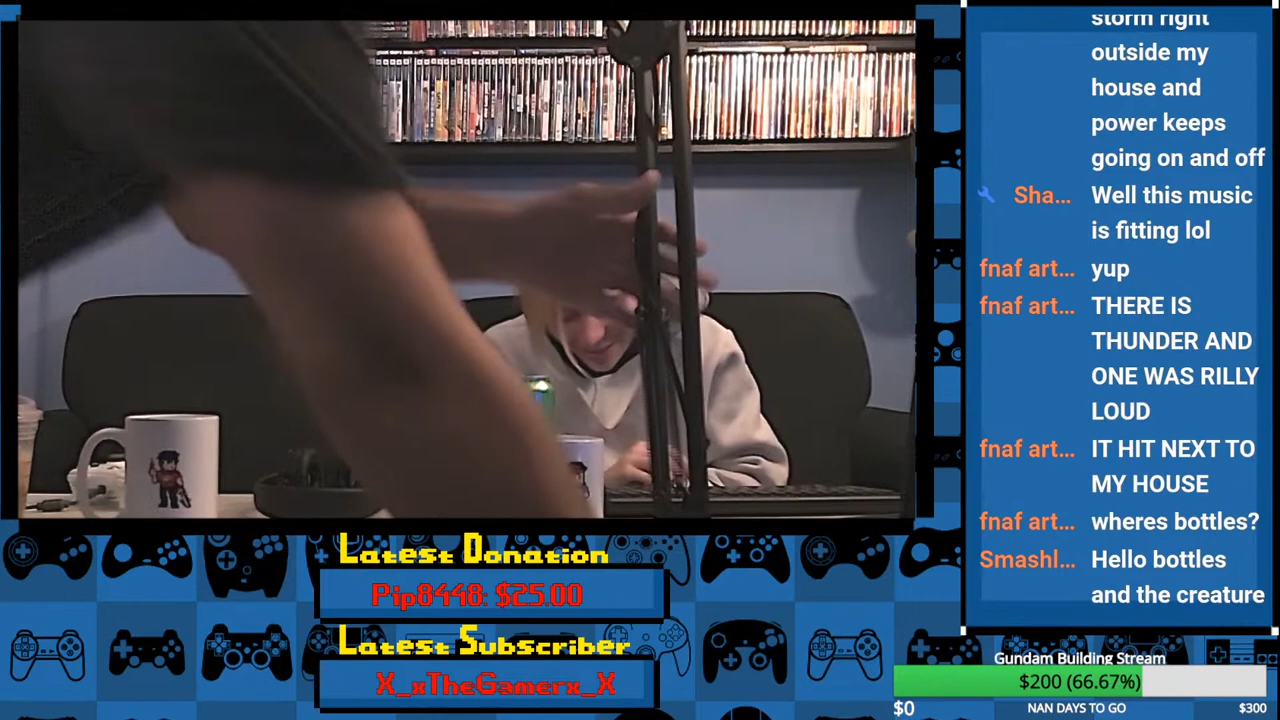 storm right
outside my
house and
power keeps
going on and off
Sha... Well this music
is fitting lol
fnaf art... yup
fnaf art... THERE IS
THUNDER AND
ONE WAS RILLY
LOUD
fnaf art... IT HIT NEXT TO
MY HOUSE
fnaf art... wheres bottles?
Smashl... Hello bottles
and the creature
Latest Donation
Pip8448: $25.00
Latest Subscriber
X_xTheGamerx_X
Gundam Building Stream
$200 (66.67%)
$0 NAN DAYS TO GO $300